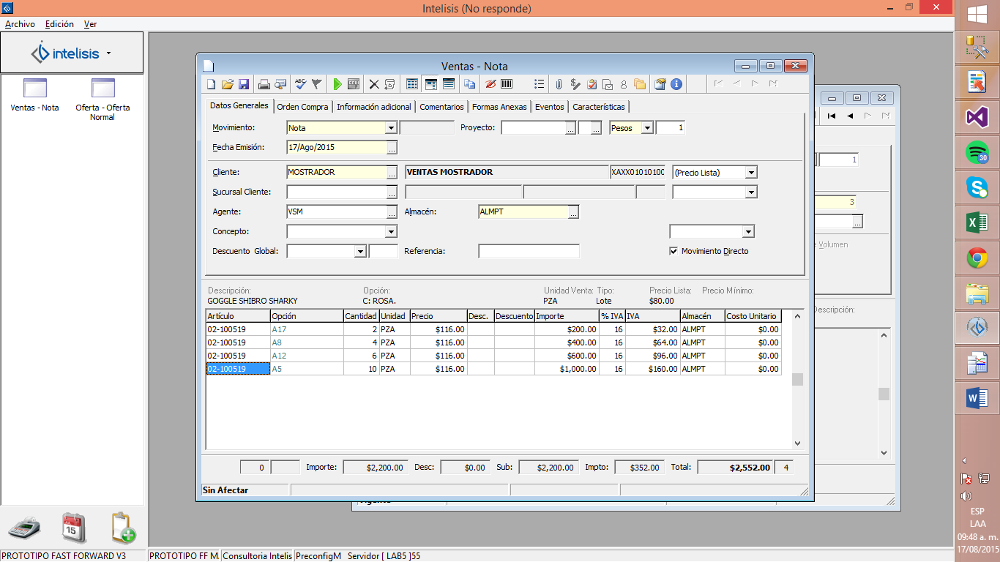 Intelisis (No responde)
Archivo Edición Ver
intelisis
Ventas - Nota
Oferta - Oferta Normal
Ventas - Nota
Datos Generales Orden Compra Información adicional Comentarios Formas Anexas Eventos Características
Movimiento: Nota Proyecto: Pesos 1
Fecha Emisión: 17/Ago/2015
Cliente: MOSTRADOR VENTAS MOSTRADOR XAXX01010100 (Precio Lista)
Sucursal Cliente:
Agente: VSM Almacén: ALMPT
Concepto:
Descuento Global: Referencia: Movimiento Directo
Descripción: Opción: Unidad Venta: Tipo: Precio Lista: Precio Mínimo:
GOGGLE SHIBRO SHARKY C: ROSA. PZA Lote $80.00
Artículo Opción Cantidad Unidad Precio Desc. Descuento Importe % IVA IVA Almacén Costo Unitario
02-100519 A17 2 PZA $116.00 $200.00 16 $32.00 ALMPT $0.00
02-100519 A8 4 PZA $116.00 $400.00 16 $64.00 ALMPT $0.00
02-100519 A12 6 PZA $116.00 $600.00 16 $96.00 ALMPT $0.00
02-100519 A5 10 PZA $116.00 $1,000.00 16 $160.00 ALMPT $0.00
0 Importe: $2,200.00 Desc: $0.00 Sub: $2,200.00 Impto: $352.00 Total: $2,552.00 4
Sin Afectar
1
3
Volumen
Descripción:
15
PROTOTIPO FAST FORWARD V3 PROTOTIPO FF M Consultoria Intelis PreconfigM Servidor [ LAB5 ]55
30
ESP
LAA
09:48 a. m.
17/08/2015